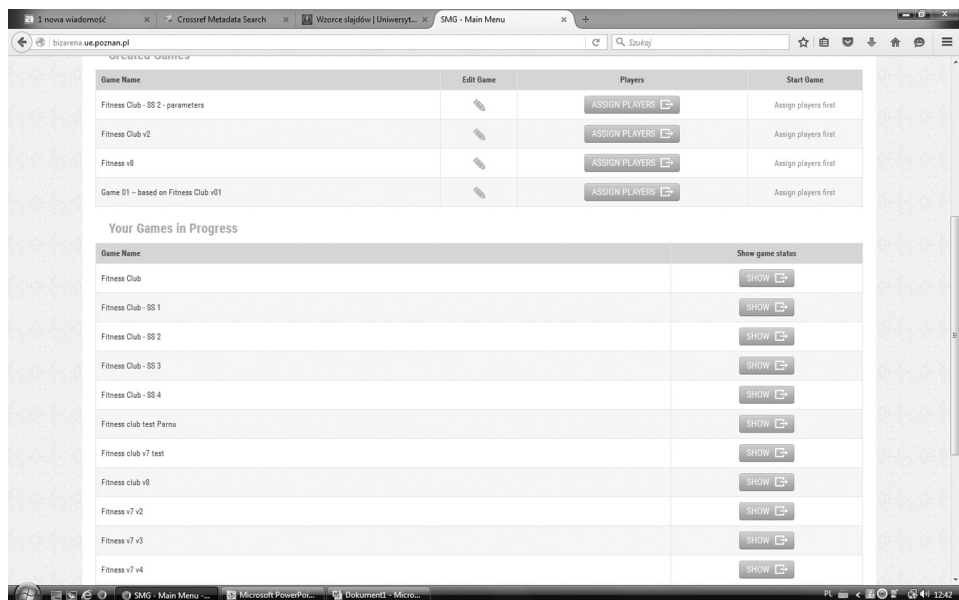 1 nowa wiadomość
Crossref Metadata Search
Wzorce slajdów | Uniwersyt...
SMG - Main Menu
bizarena.ue.poznan.pl
Szukaj
Created Games
Game Name Edit Game Players Start Game
Fitness Club - SS 2 - parameters ASSIGN PLAYERS Assign players first
Fitness Club v2 ASSIGN PLAYERS Assign players first
Fitness v8 ASSIGN PLAYERS Assign players first
Game 01 – based on Fitness Club v01 ASSIGN PLAYERS Assign players first
Your Games in Progress
Game Name Show game status
Fitness Club SHOW
Fitness Club - SS 1 SHOW
Fitness Club - SS 2 SHOW
Fitness Club - SS 3 SHOW
Fitness Club - SS 4 SHOW
Fitness club test Parnu SHOW
Fitness club v7 test SHOW
Fitness club v8 SHOW
Fitness v7 v2 SHOW
Fitness v7 v3 SHOW
Fitness v7 v4 SHOW
SMG - Main Menu -... Microsoft PowerPoi... Dokument1 - Micro... PL 12:42